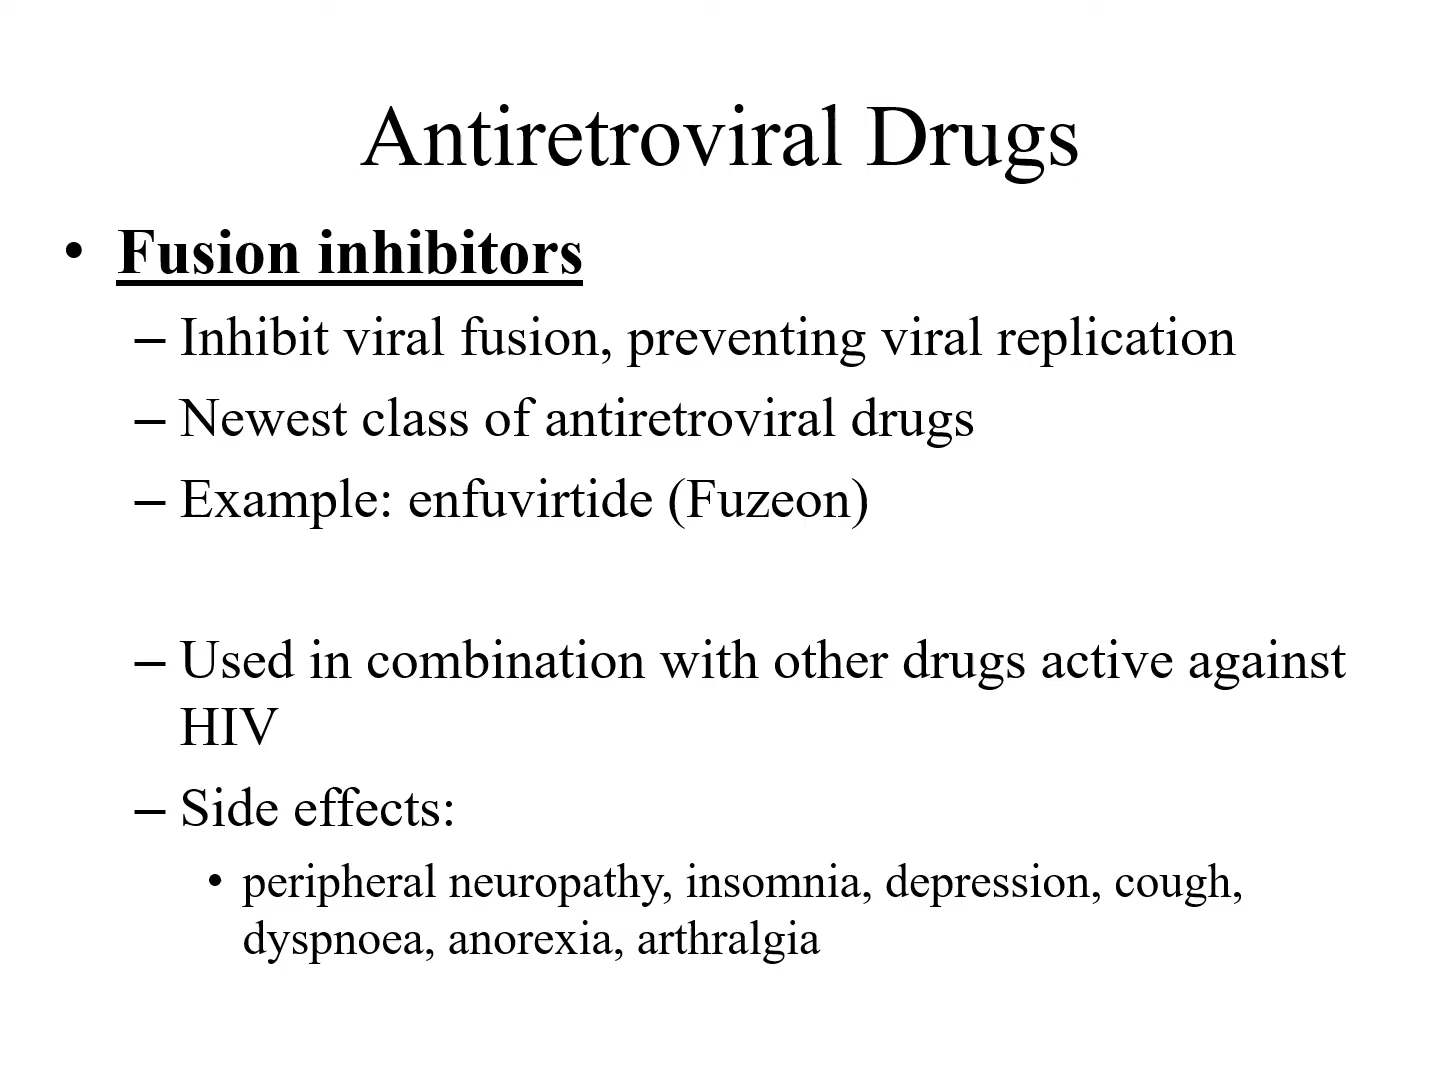 Antiretroviral Drugs
• Fusion inhibitors
– Inhibit viral fusion, preventing viral replication
– Newest class of antiretroviral drugs
– Example: enfuvirtide (Fuzeon)
– Used in combination with other drugs active against
HIV
– Side effects:
• peripheral neuropathy, insomnia, depression, cough,
dyspnoea, anorexia, arthralgia